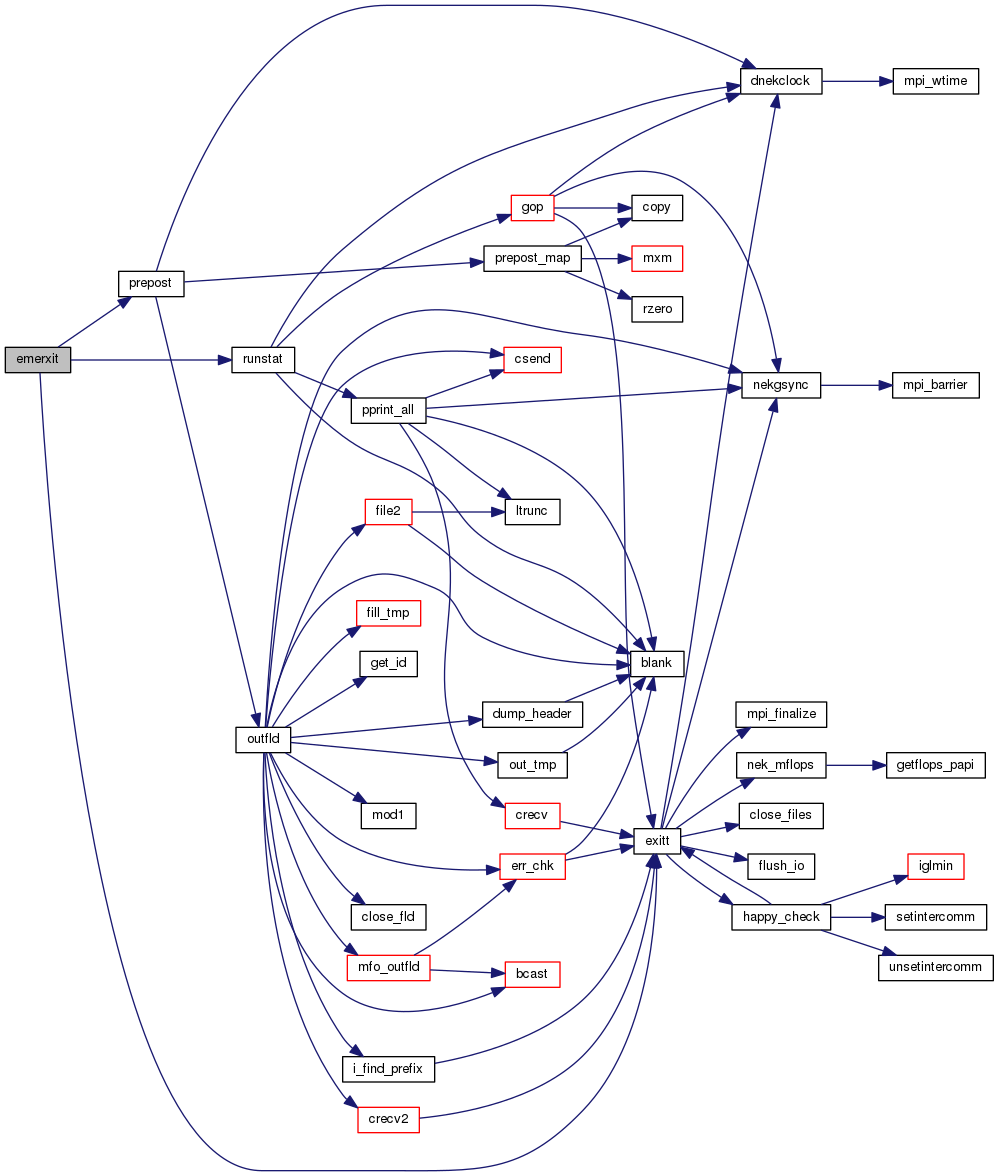 dnekclock
mpi_wtime
gop
copy
prepost_map
mxm
prepost
rzero
emerxit
runstat
csend
nekgsync
mpi_barrier
pprint_all
file2
ltrunc
fill_tmp
get_id
blank
dump_header
mpi_finalize
outfld
out_tmp
nek_mflops
getflops_papi
mod1
crecv
close_files
exitt
err_chk
flush_io
iglmin
close_fld
happy_check
setintercomm
mfo_outfld
bcast
unsetintercomm
i_find_prefix
crecv2